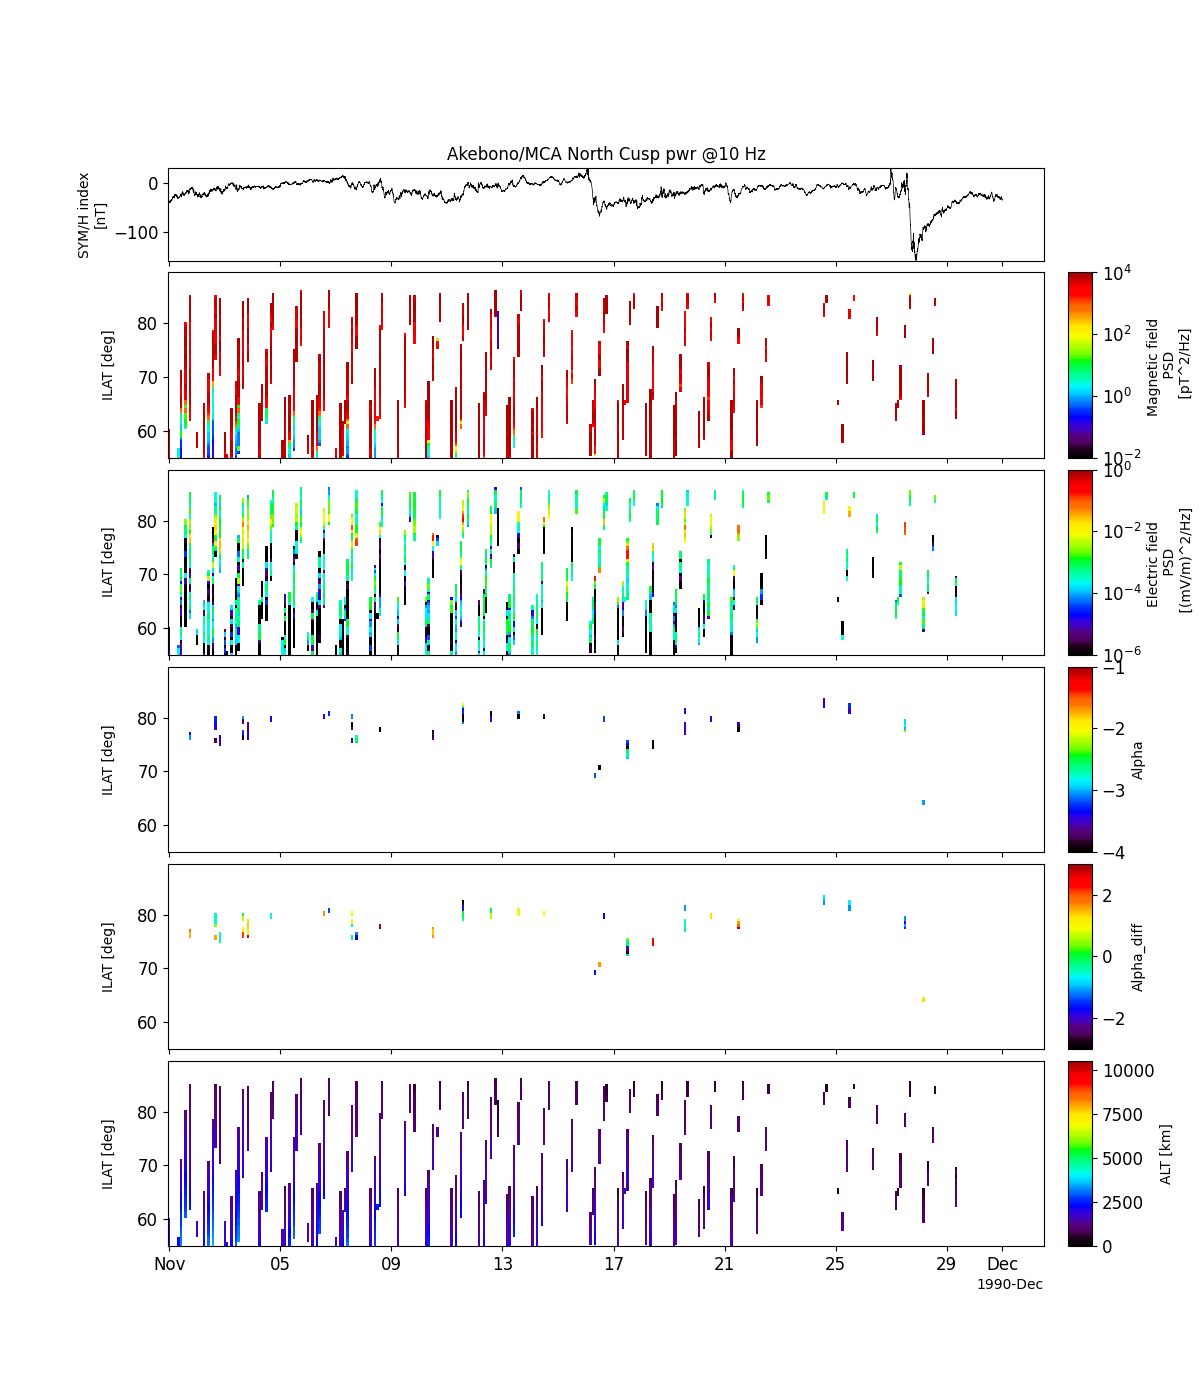 Akebono/MCA North Cusp pwr @10 Hz
SYM/H index
[nT]
0
−100
ILAT [deg]
80
70
60
10^4
10^2
10^0
10^−2
Magnetic field
PSD
[pT^2/Hz]
ILAT [deg]
80
70
60
10^0
10^−2
10^−4
10^−6
Electric field
PSD
[(mV/m)^2/Hz]
ILAT [deg]
80
70
60
−1
−2
−3
−4
Alpha
ILAT [deg]
80
70
60
2
0
−2
Alpha_diff
ILAT [deg]
80
70
60
10000
7500
5000
2500
0
ALT [km]
Nov 05 09 13 17 21 25 29 Dec
1990-Dec